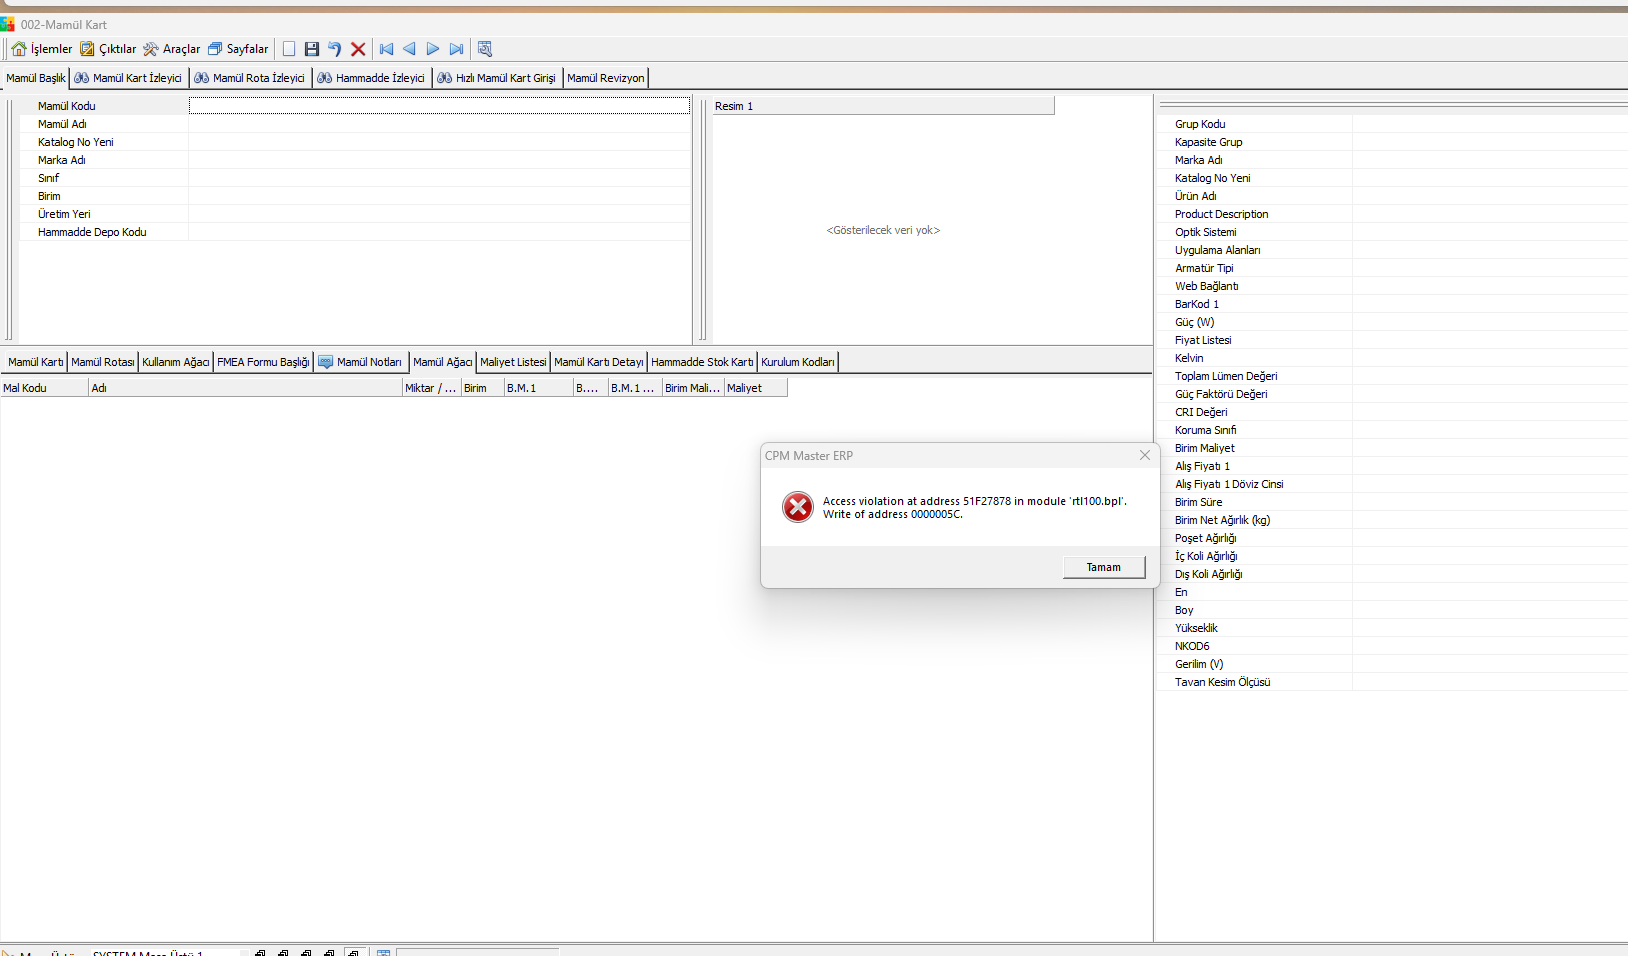 002-Mamül Kart
İşlemler Çıktılar Araçlar Sayfalar
Mamül Başlık Mamül Kart İzleyici Mamül Rota İzleyici Hammadde İzleyici Hızlı Mamül Kart Girişi Mamül Revizyon
Mamül Kodu
Mamül Adı
Katalog No Yeni
Marka Adı
Sınıf
Birim
Üretim Yeri
Hammadde Depo Kodu
Resim 1
<Gösterilecek veri yok>
Grup Kodu
Kapasite Grup
Marka Adı
Katalog No Yeni
Ürün Adı
Product Description
Optik Sistemi
Uygulama Alanları
Armatür Tipi
Web Bağlantı
BarKod 1
Güç (W)
Fiyat Listesi
Kelvin
Toplam Lümen Değeri
Güç Faktörü Değeri
CRI Değeri
Koruma Sınıfı
Birim Maliyet
Alış Fiyatı 1
Alış Fiyatı 1 Döviz Cinsi
Birim Süre
Birim Net Ağırlık (kg)
Poşet Ağırlığı
İç Koli Ağırlığı
Dış Koli Ağırlığı
En
Boy
Yükseklik
NKOD6
Gerilim (V)
Tavan Kesim Ölçüsü
Mamül Kartı Mamül Rotası Kullanım Ağacı FMEA Formu Başlığı Mamül Notları Mamül Ağacı Maliyet Listesi Mamül Kartı Detayı Hammadde Stok Kartı Kurulum Kodları
Mal Kodu Adı Miktar / ... Birim B.M.1 B.... B.M.1 ... Birim Mali... Maliyet
CPM Master ERP
Access violation at address 51F27878 in module 'rtl100.bpl'.
Write of address 0000005C.
Tamam
SYSTEM Masa Üstü 1